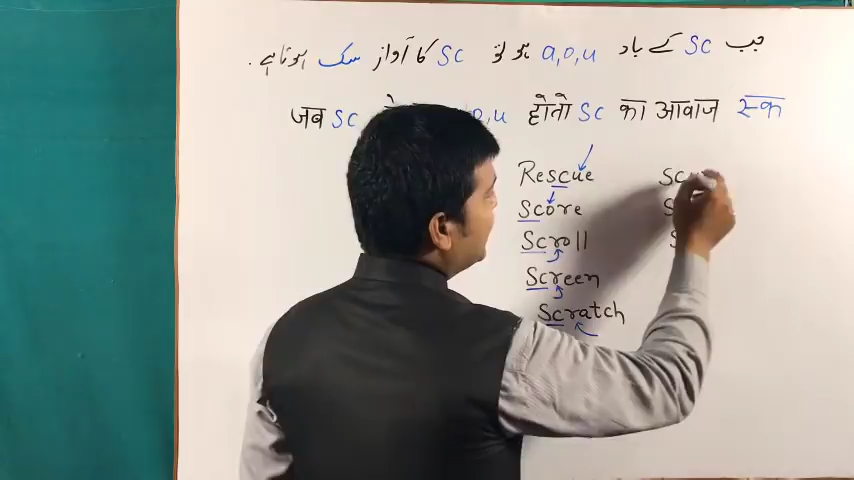 جب SC کے بعد a,o,u ہو تو SC کا آواز سک ہوتا ہے۔
जब SC o,u होतो SC का आवाज स्क
Rescue
Score
Scroll
Screen
Scratch
Sc